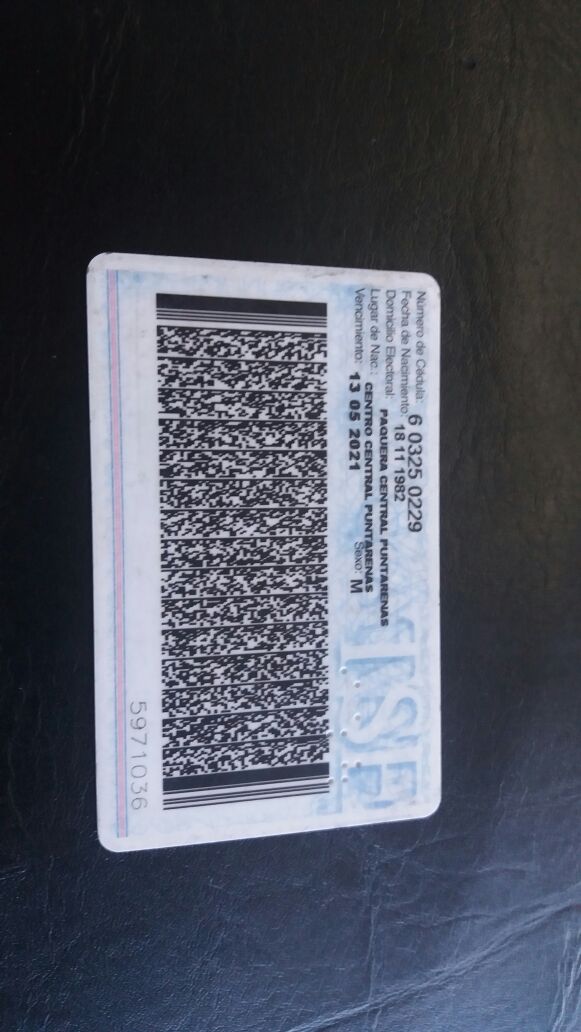 Número de Cédula: 6 0325 0229
Fecha de Nacimiento: 18 11 1982
Domicilio Electoral: PAQUERA CENTRAL PUNTARENAS
Lugar de Nac.: CENTRO CENTRAL PUNTARENAS
Vencimiento: 13 05 2021 Sexo: M
5971036